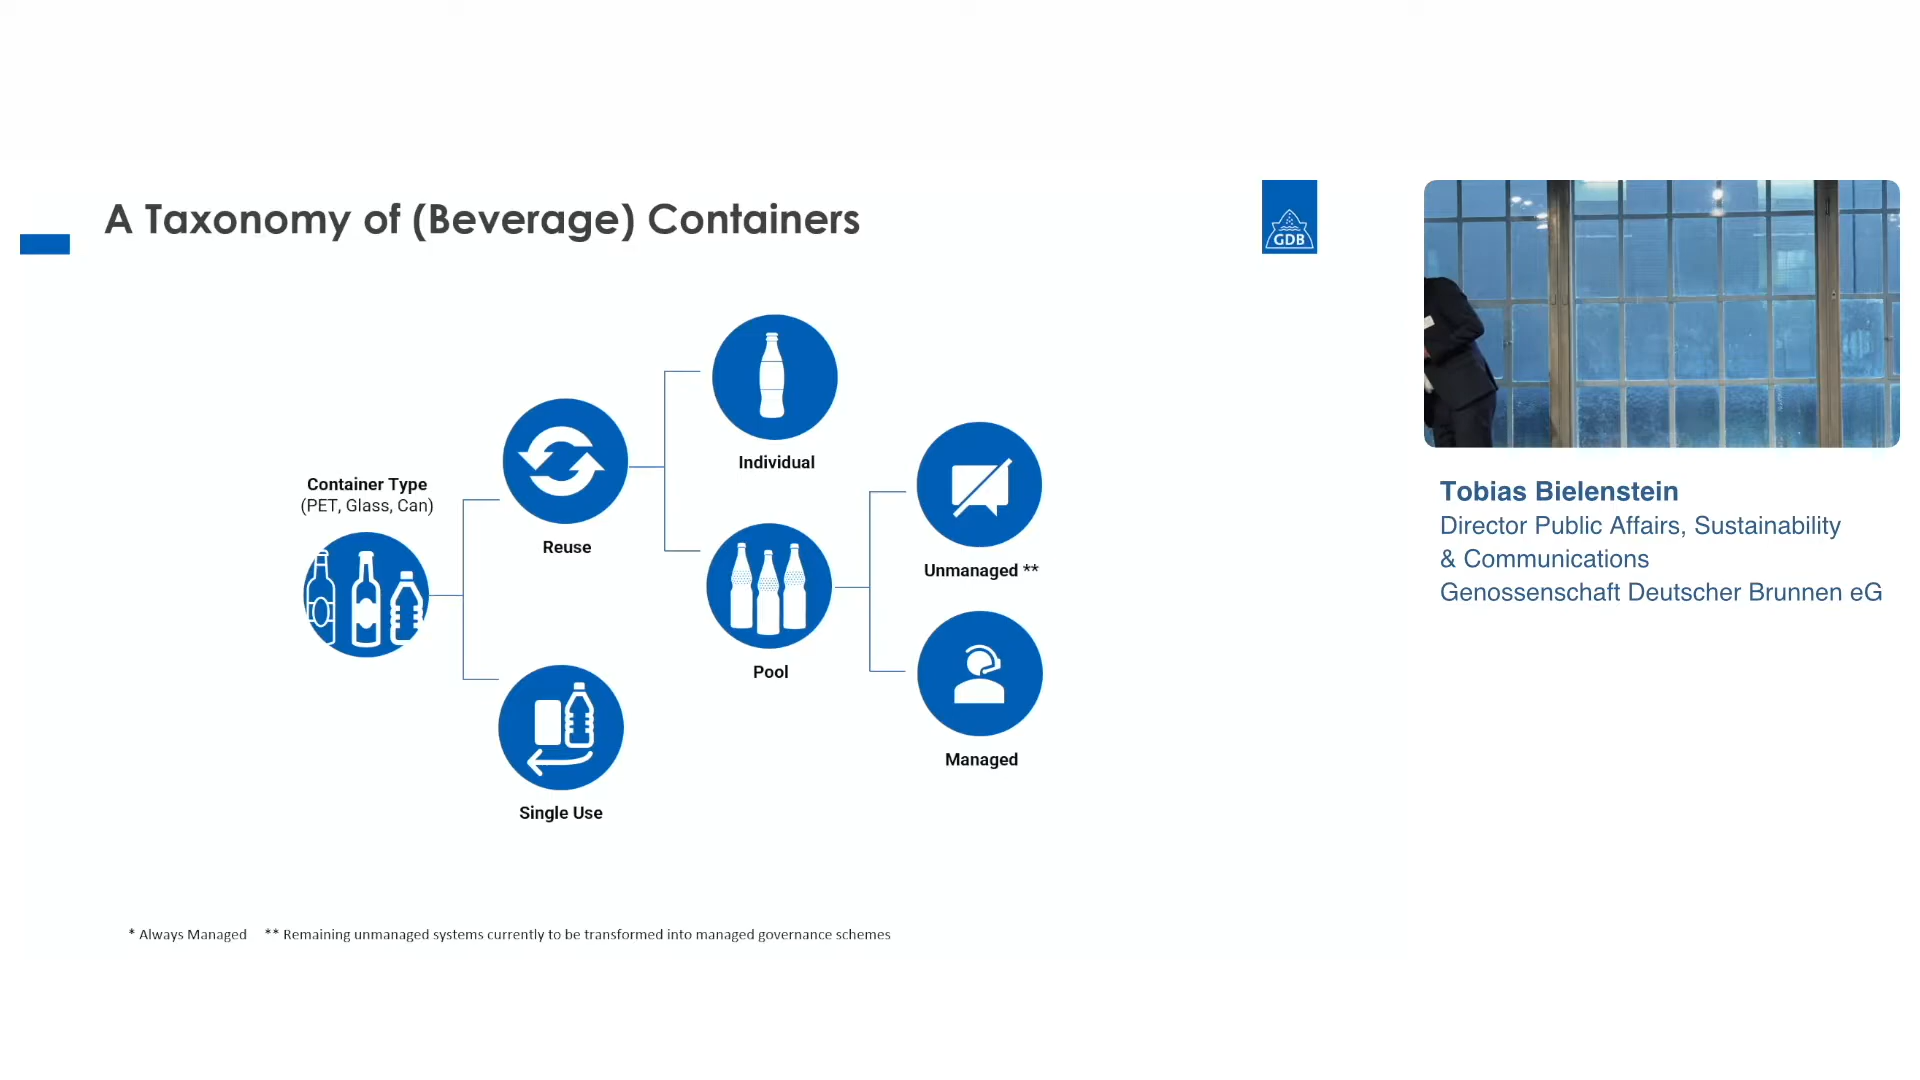 A Taxonomy of (Beverage) Containers
GDB
Container Type
(PET, Glass, Can)
Reuse
Single Use
Individual
Pool
Unmanaged **
Managed
* Always Managed ** Remaining unmanaged systems currently to be transformed into managed governance schemes
Tobias Bielenstein
Director Public Affairs, Sustainability
& Communications
Genossenschaft Deutscher Brunnen eG